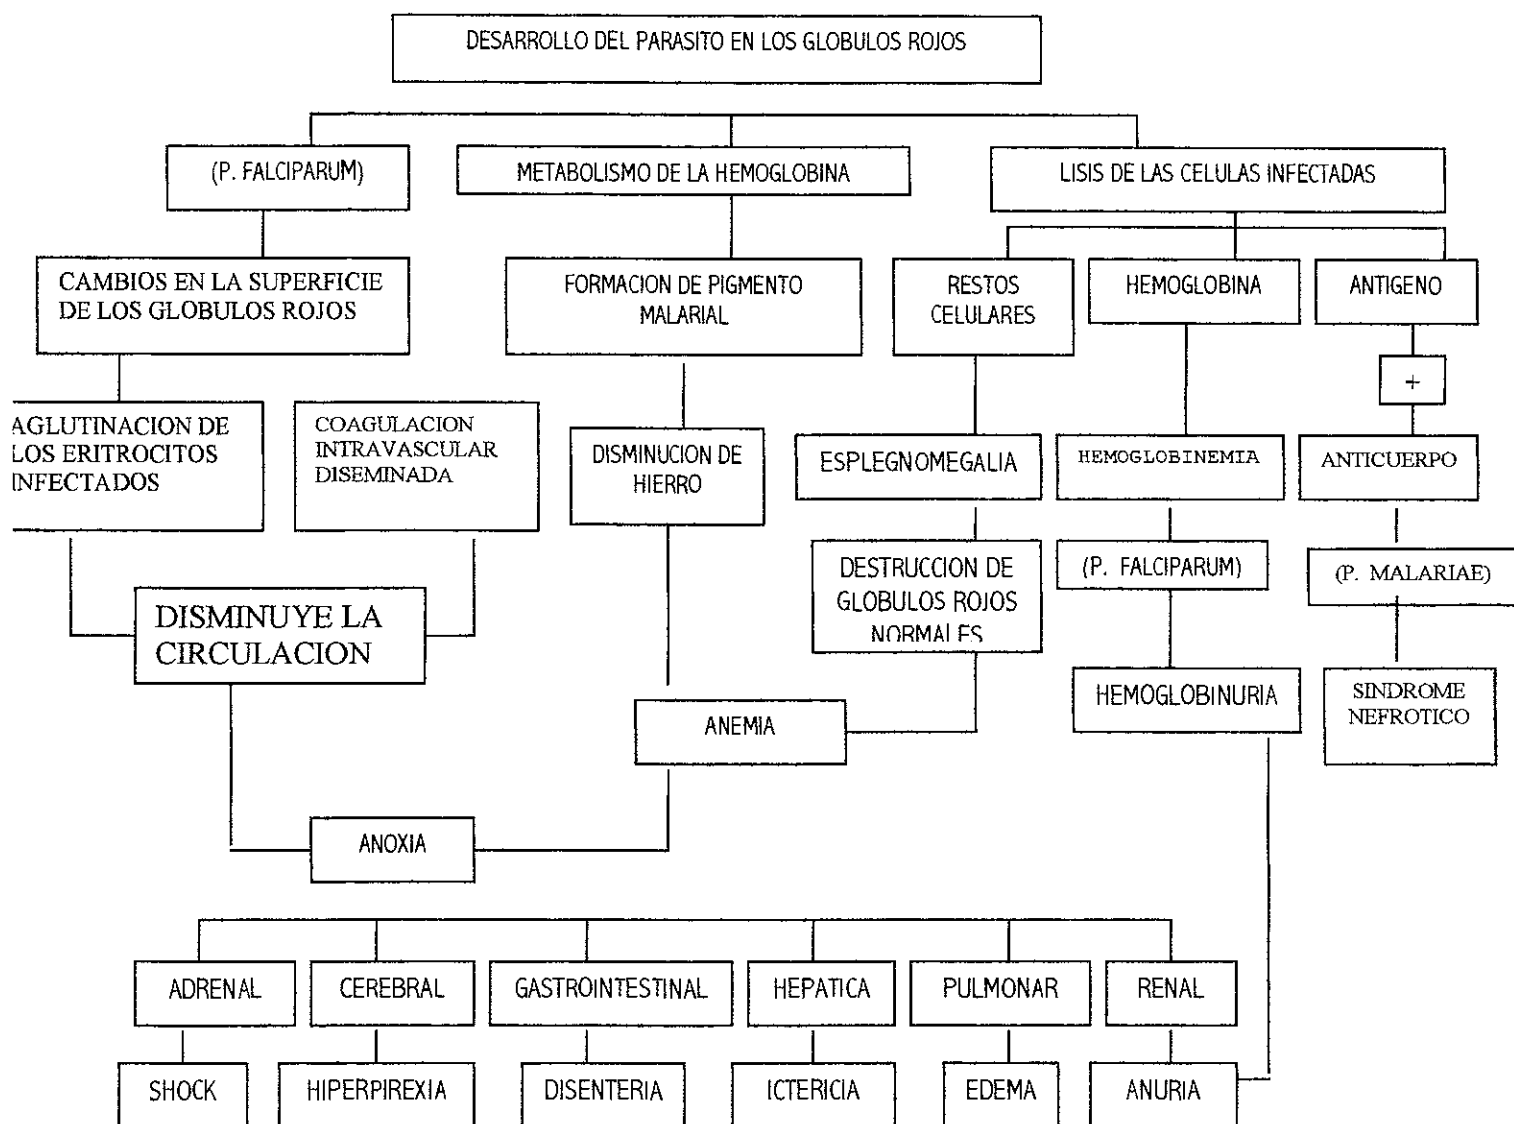 DESARROLLO DEL PARASITO EN LOS GLOBULOS ROJOS
(P. FALCIPARUM)
METABOLISMO DE LA HEMOGLOBINA
LISIS DE LAS CELULAS INFECTADAS
CAMBIOS EN LA SUPERFICIE
DE LOS GLOBULOS ROJOS
FORMACION DE PIGMENTO
MALARIAL
RESTOS
CELULARES
HEMOGLOBINA
ANTIGENO
+
AGLUTINACION DE
LOS ERITROCITOS
INFECTADOS
COAGULACION
INTRAVASCULAR
DISEMINADA
DISMINUCION DE
HIERRO
ESPLEGNOMEGALIA
HEMOGLOBINEMIA
ANTICUERPO
DISMINUYE LA
CIRCULACION
DESTRUCCION DE
GLOBULOS ROJOS
NORMALES
(P. FALCIPARUM)
(P. MALARIAE)
ANEMIA
HEMOGLOBINURIA
SINDROME
NEFROTICO
ANOXIA
ADRENAL
CEREBRAL
GASTROINTESTINAL
HEPATICA
PULMONAR
RENAL
SHOCK
HIPERPIREXIA
DISENTERIA
ICTERICIA
EDEMA
ANURIA